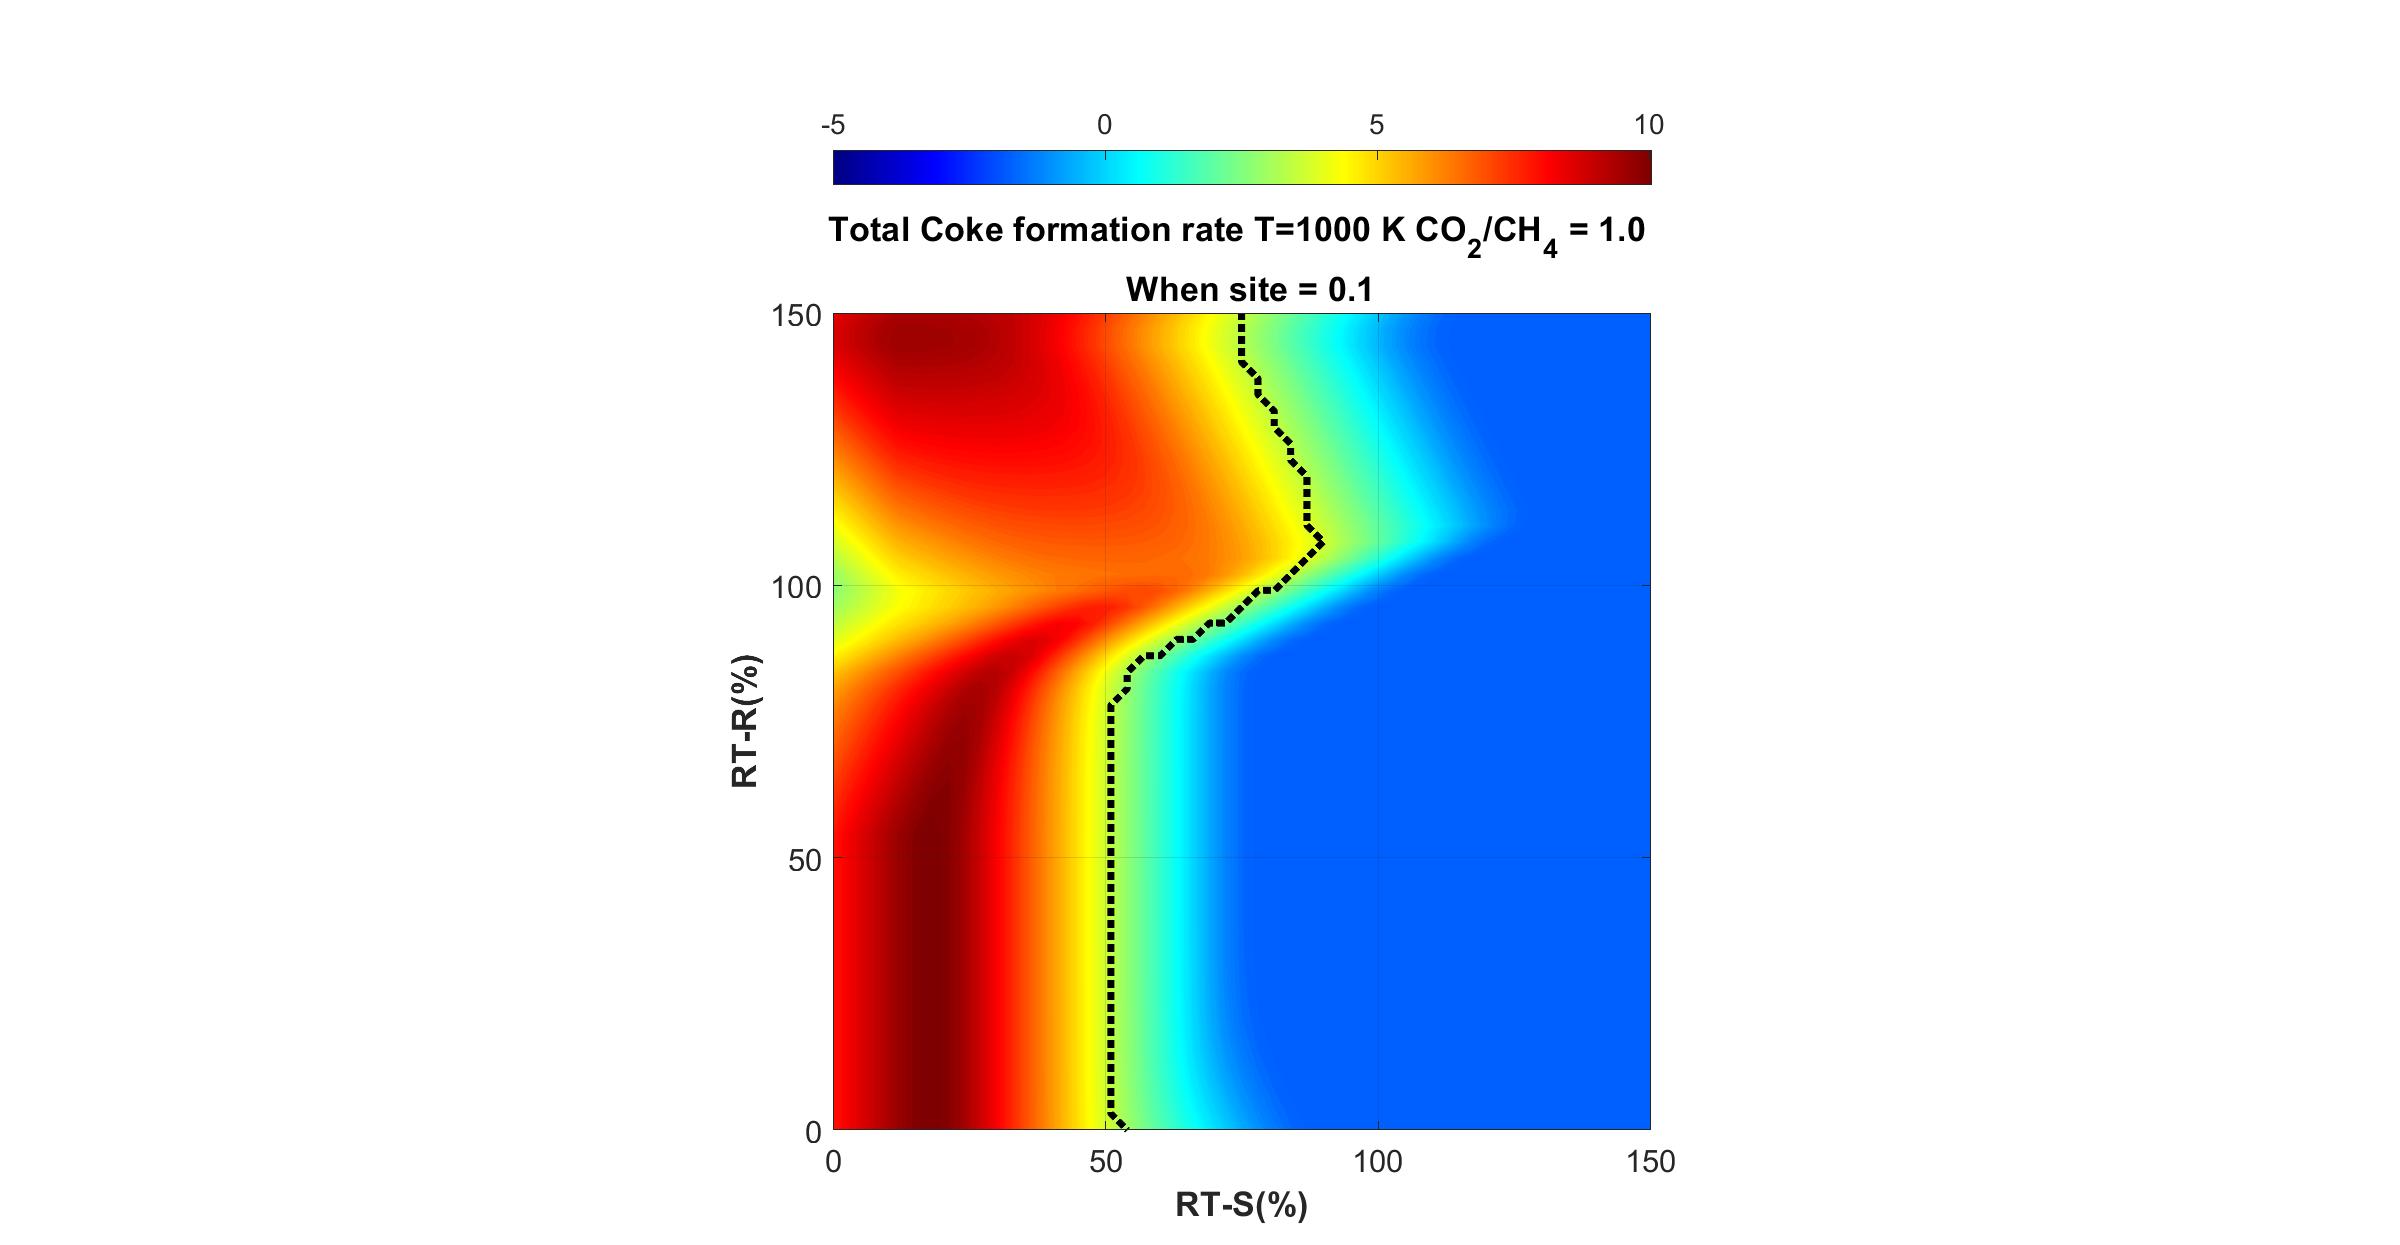 -5 0 5 10
Total Coke formation rate T=1000 K CO₂/CH₄ = 1.0
When site = 0.1
150
100
50
0
RT-R(%)
0 50 100 150
RT-S(%)